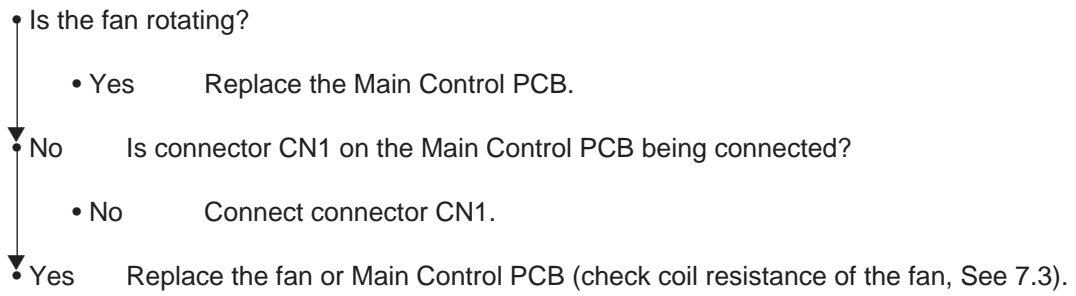 • Is the fan rotating?
• Yes Replace the Main Control PCB.
• No Is connector CN1 on the Main Control PCB being connected?
• No Connect connector CN1.
• Yes Replace the fan or Main Control PCB (check coil resistance of the fan, See 7.3).